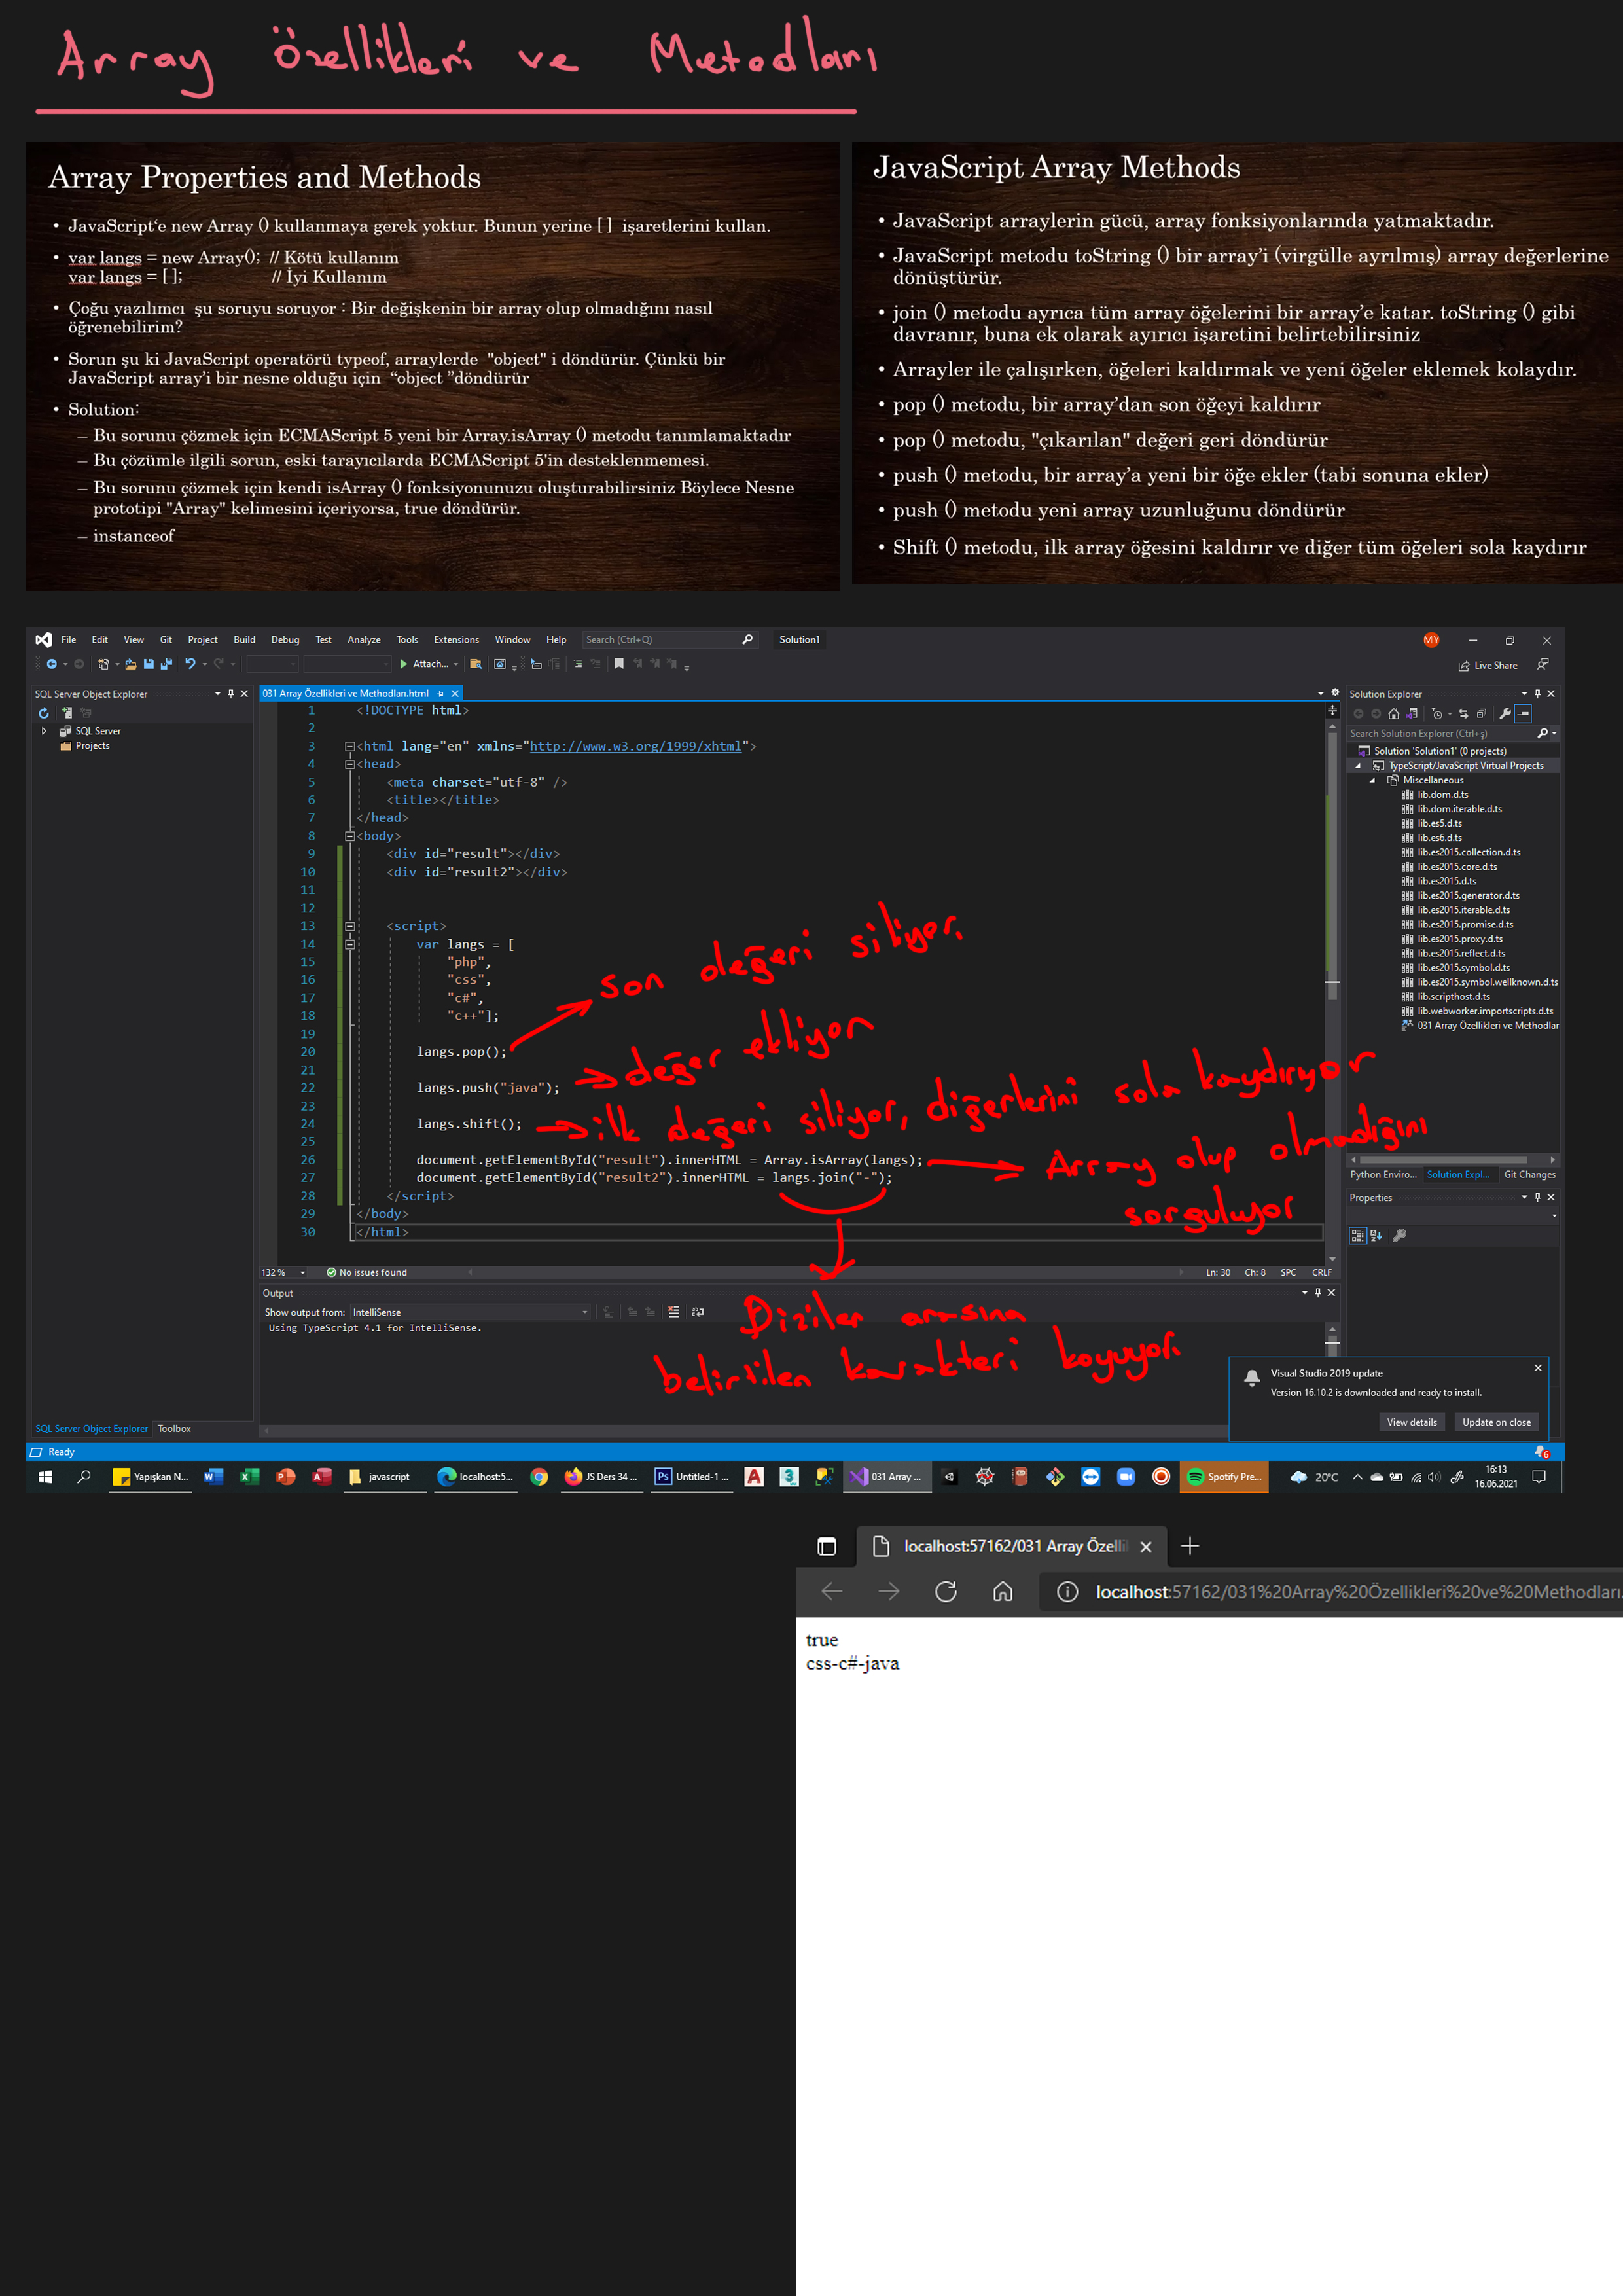 Array Özellikleri ve Metodları
Array Properties and Methods
• JavaScript‘e new Array () kullanmaya gerek yoktur. Bunun yerine [ ] işaretlerini kullan.
• var langs = new Array(); // Kötü kullanım
var langs = [ ]; // İyi Kullanım
• Çoğu yazılımcı şu soruyu soruyor : Bir değişkenin bir array olup olmadığını nasıl
öğrenebilirim?
• Sorun şu ki JavaScript operatörü typeof, arraylerde "object" i döndürür. Çünkü bir
JavaScript array’i bir nesne olduğu için “object ”döndürür
• Solution:
– Bu sorunu çözmek için ECMAScript 5 yeni bir Array.isArray () metodu tanımlamaktadır
– Bu çözümle ilgili sorun, eski tarayıcılarda ECMAScript 5'in desteklenmemesi.
– Bu sorunu çözmek için kendi isArray () fonksiyonunuzu oluşturabilirsiniz Böylece Nesne
prototipi "Array" kelimesini içeriyorsa, true döndürür.
– instanceof
JavaScript Array Methods
• JavaScript arraylerin gücü, array fonksiyonlarında yatmaktadır.
• JavaScript metodu toString () bir array’i (virgülle ayrılmış) array değerlerine
dönüştürür.
• join () metodu ayrıca tüm array öğelerini bir array’e katar. toString () gibi
davranır, buna ek olarak ayırıcı işaretini belirtebilirsiniz
• Arrayler ile çalışırken, öğeleri kaldırmak ve yeni öğeler eklemek kolaydır.
• pop () metodu, bir array’dan son öğeyi kaldırır
• pop () metodu, "çıkarılan" değeri geri döndürür
• push () metodu, bir array’a yeni bir öğe ekler (tabi sonuna ekler)
• push () metodu yeni array uzunluğunu döndürür
• Shift () metodu, ilk array öğesini kaldırır ve diğer tüm öğeleri sola kaydırır
File Edit View Git Project Build Debug Test Analyze Tools Extensions Window Help Search (Ctrl+Q) Solution1 MY
Attach... Live Share
SQL Server Object Explorer
SQL Server
Projects
031 Array Özellikleri ve Methodları.html
1 <!DOCTYPE html>
2
3 <html lang="en" xmlns="http://www.w3.org/1999/xhtml">
4 <head>
5 <meta charset="utf-8" />
6 <title></title>
7 </head>
8 <body>
9 <div id="result"></div>
10 <div id="result2"></div>
11
12
13 <script>
14 var langs = [
15 "php",
16 "css",
17 "c#",
18 "c++"];
19
20 langs.pop();
21
22 langs.push("java");
23
24 langs.shift();
25
26 document.getElementById("result").innerHTML = Array.isArray(langs);
27 document.getElementById("result2").innerHTML = langs.join("-");
28 </script>
29 </body>
30 </html>
son değeri siliyor.
değer ekliyor
ilk değeri siliyor, diğerlerini sola kaydırıyor
Array olup olmadığını
sorguluyor
Diziler arasına
belirtilen karakteri koyuyor.
132 % No issues found Ln: 30 Ch: 8 SPC CRLF
Output
Show output from: IntelliSense
Using TypeScript 4.1 for IntelliSense.
Solution Explorer
Search Solution Explorer (Ctrl+ş)
Solution 'Solution1' (0 projects)
TypeScript/JavaScript Virtual Projects
Miscellaneous
lib.dom.d.ts
lib.dom.iterable.d.ts
lib.es5.d.ts
lib.es6.d.ts
lib.es2015.collection.d.ts
lib.es2015.core.d.ts
lib.es2015.d.ts
lib.es2015.generator.d.ts
lib.es2015.iterable.d.ts
lib.es2015.promise.d.ts
lib.es2015.proxy.d.ts
lib.es2015.reflect.d.ts
lib.es2015.symbol.d.ts
lib.es2015.symbol.wellknown.d.ts
lib.scripthost.d.ts
lib.webworker.importscripts.d.ts
031 Array Özellikleri ve Methodlar
Python Enviro... Solution Expl... Git Changes
Properties
Visual Studio 2019 update
Version 16.10.2 is downloaded and ready to install.
View details Update on close
SQL Server Object Explorer Toolbox
Ready 6
Yapışkan N... javascript localhost:5... JS Ders 34 ... Untitled-1 ... 031 Array ... Spotify Pre... 20°C 16:13
16.06.2021
localhost:57162/031 Array Özelli
localhost:57162/031%20Array%20Özellikleri%20ve%20Methodları.
true
css-c#-java